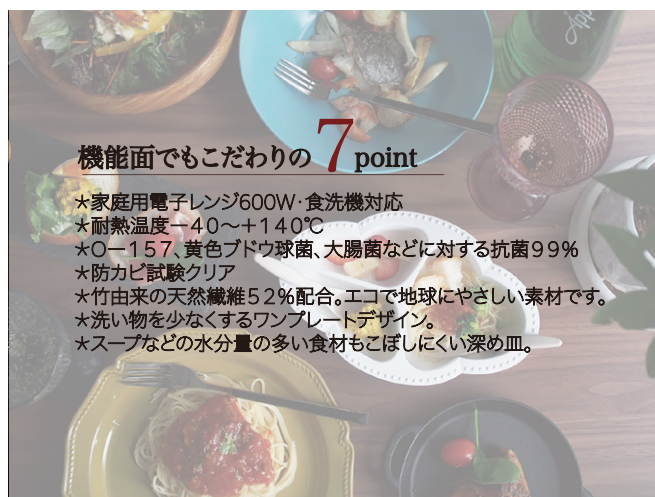 機能面でもこだわりの7point
＊家庭用電子レンジ600W・食洗機対応
＊耐熱温度－４０～＋１４０℃
＊O－１５７、黄色ブドウ球菌、大腸菌などに対する抗菌９９％
＊防カビ試験クリア
＊竹由来の天然繊維５２％配合。エコで地球にやさしい素材です。
＊洗い物を少なくするワンプレートデザイン。
＊スープなどの水分量の多い食材もこぼしにくい深め皿。
App